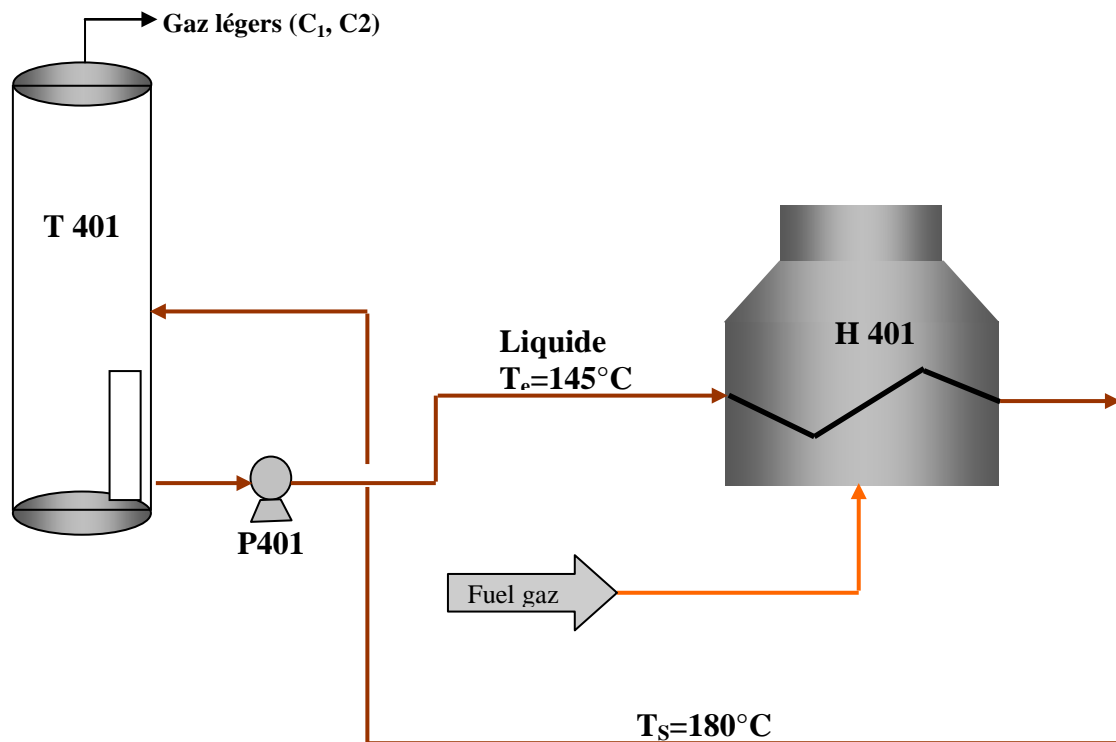 Gaz légers (C₁, C2)
T 401
H 401
Liquide
Tₑ=145°C
P401
Fuel gaz
Tₛ=180°C